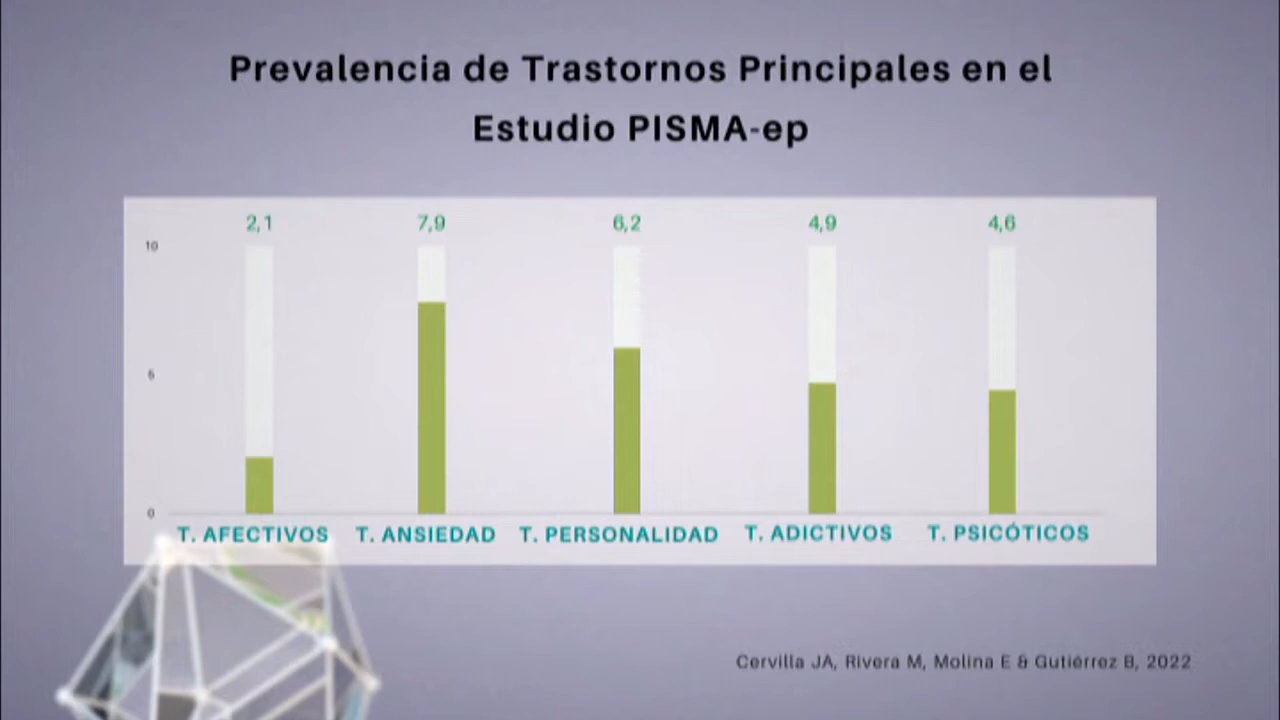 Prevalencia de Trastornos Principales en el
Estudio PISMA-ep
2,1 7,9 6,2 4,9 4,6
10
5
0
T. AFECTIVOS T. ANSIEDAD T. PERSONALIDAD T. ADICTIVOS T. PSICÓTICOS
Cervilla JA, Rivera M, Molina E & Gutiérrez B, 2022